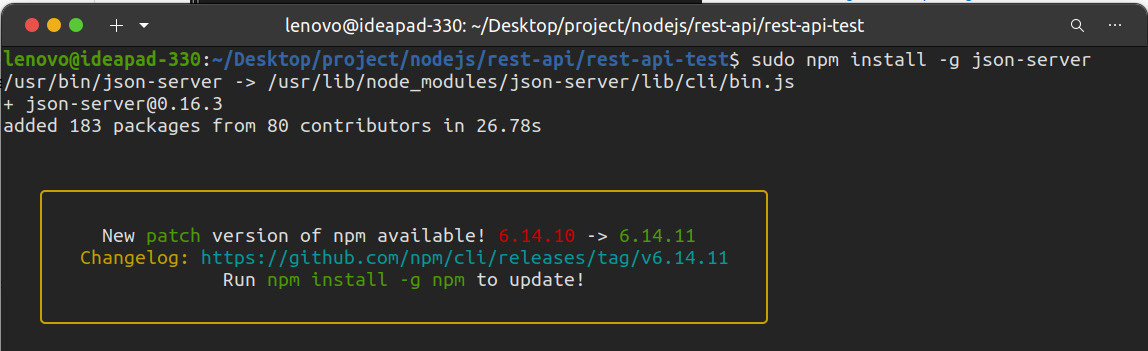 lenovo@ideapad-330: ~/Desktop/project/nodejs/rest-api/rest-api-test
lenovo@ideapad-330:~/Desktop/project/nodejs/rest-api/rest-api-test$ sudo npm install -g json-server
/usr/bin/json-server -> /usr/lib/node_modules/json-server/lib/cli/bin.js
+ json-server@0.16.3
added 183 packages from 80 contributors in 26.78s
New patch version of npm available! 6.14.10 -> 6.14.11
Changelog: https://github.com/npm/cli/releases/tag/v6.14.11
Run npm install -g npm to update!